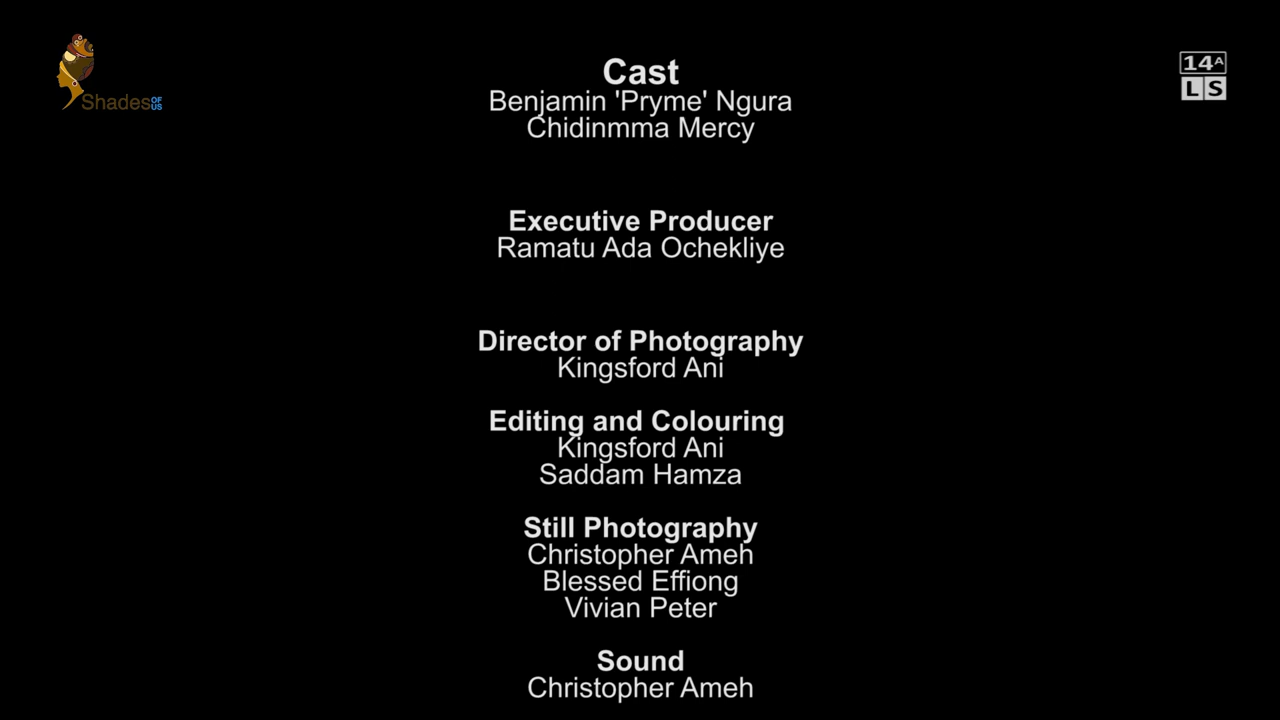 Shades OF US
14A
L S
Cast
Benjamin 'Pryme' Ngura
Chidinmma Mercy
Executive Producer
Ramatu Ada Ochekliye
Director of Photography
Kingsford Ani
Editing and Colouring
Kingsford Ani
Saddam Hamza
Still Photography
Christopher Ameh
Blessed Effiong
Vivian Peter
Sound
Christopher Ameh